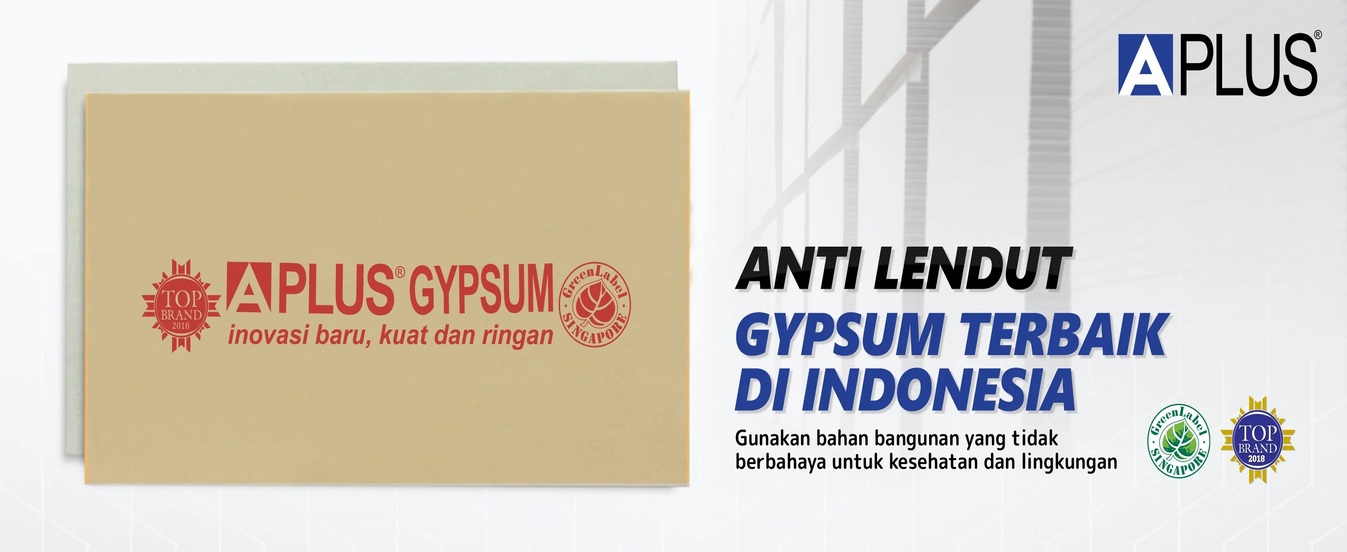 TOP
BRAND
2018
APLUS® GYPSUM
inovasi baru, kuat dan ringan
GreenLabel
SINGAPORE
APLUS®
ANTI LENDUT
GYPSUM TERBAIK
DI INDONESIA
Gunakan bahan bangunan yang tidak
berbahaya untuk kesehatan dan lingkungan
GreenLabel
SINGAPORE
TOP
BRAND
2018